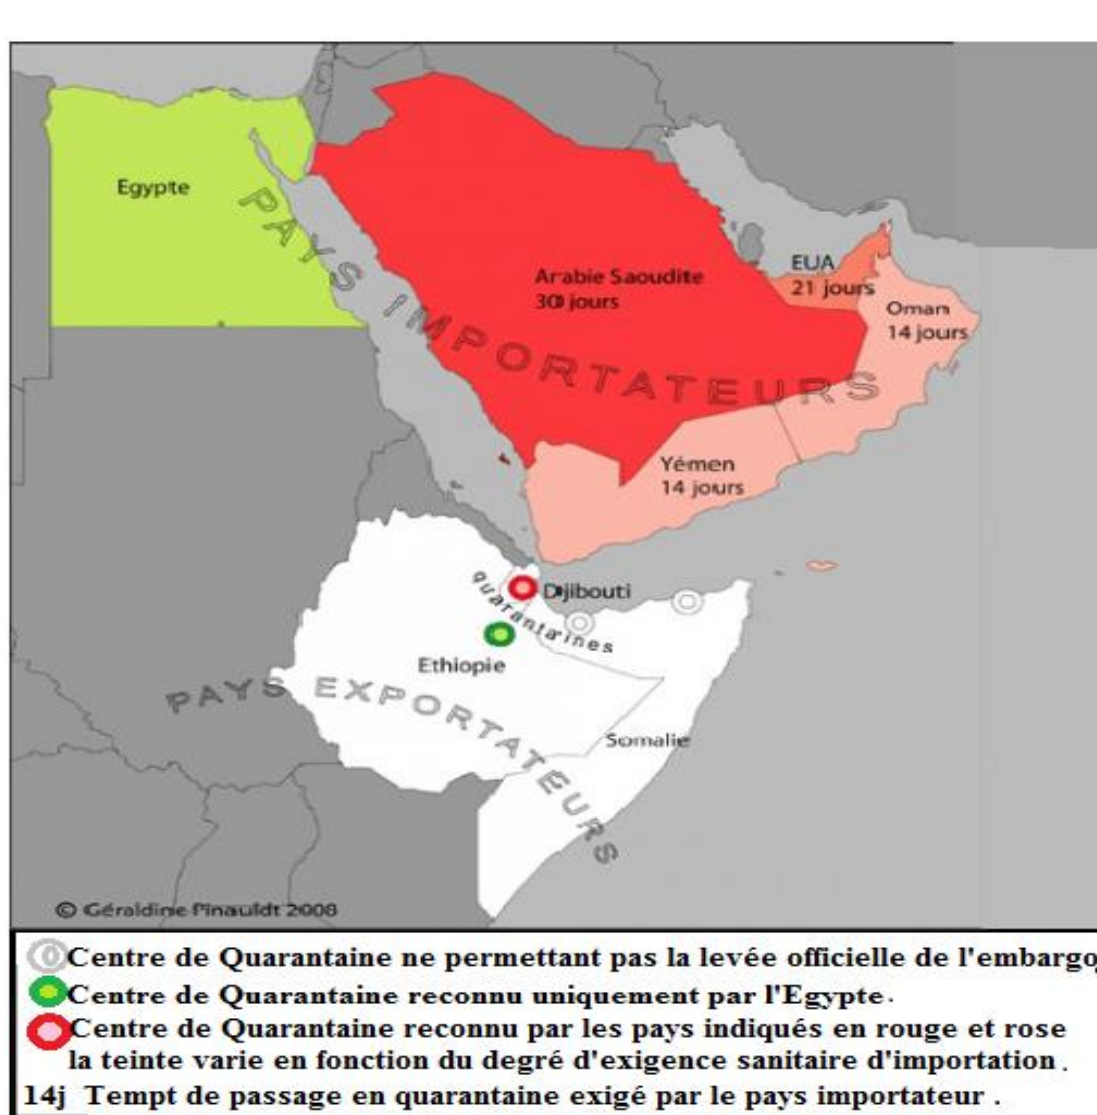 Egypte
PAYS IMPORTATEURS
Arabie Saoudite
30 jours
EUA
21 jours
Oman
14 jours
Yémen
14 jours
Djibouti
quarantaines
Ethiopie
PAYS EXPORTATEURS
Somalie
© Géraldine Pinauldt 2008
Centre de Quarantaine ne permettant pas la levée officielle de l'embargo
Centre de Quarantaine reconnu uniquement par l'Egypte.
Centre de Quarantaine reconnu par les pays indiqués en rouge et rose
la teinte varie en fonction du degré d'exigence sanitaire d'importation .
14j Tempt de passage en quarantaine exigé par le pays importateur .